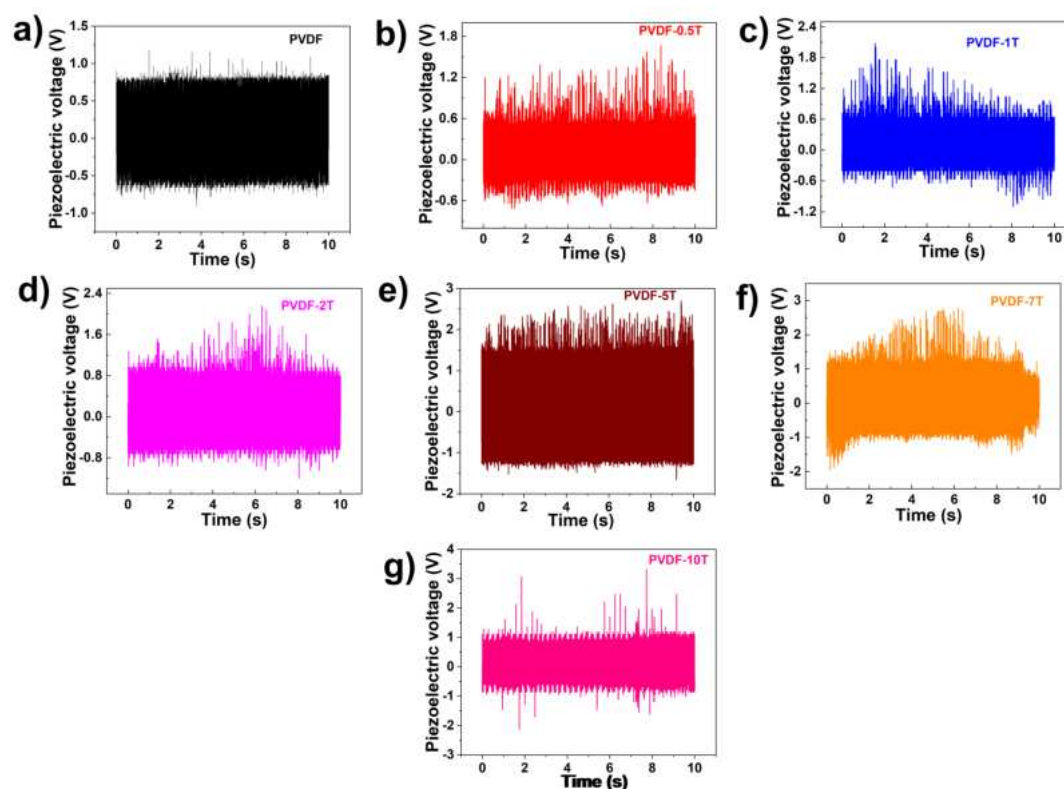 a)
PVDF
Piezoelectric voltage (V)
1.5
1.0
0.5
0.0
-0.5
-1.0
0 2 4 6 8 10
Time (s)
b)
PVDF-0.5T
Piezoelectric voltage (V)
1.8
1.2
0.6
0.0
-0.6
0 2 4 6 8 10
Time (s)
c)
PVDF-1T
Piezoelectric voltage (V)
2.4
1.8
1.2
0.6
0.0
-0.6
-1.2
0 2 4 6 8 10
Time (s)
d)
PVDF-2T
Piezoelectric voltage (V)
2.4
1.6
0.8
0.0
-0.8
0 2 4 6 8 10
Time (s)
e)
PVDF-5T
Piezoelectric voltage (V)
3
2
1
0
-1
-2
0 2 4 6 8 10
Time (s)
f)
PVDF-7T
Piezoelectric voltage (V)
3
2
1
0
-1
-2
0 2 4 6 8 10
Time (s)
g)
PVDF-10T
Piezoelectric voltage (V)
4
3
2
1
0
-1
-2
-3
0 2 4 6 8 10
Time (s)